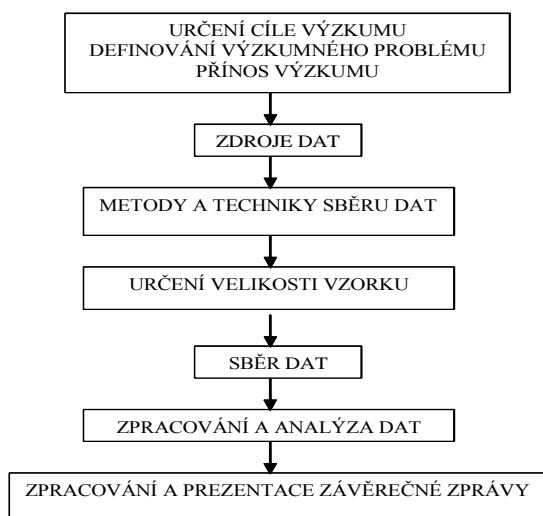 URČENÍ CÍLE VÝZKUMU
DEFINOVÁNÍ VÝZKUMNÉHO PROBLÉMU
PŘÍNOS VÝZKUMU
ZDROJE DAT
METODY A TECHNIKY SBĚRU DAT
URČENÍ VELIKOSTI VZORKU
SBĚR DAT
ZPRACOVÁNÍ A ANALÝZA DAT
ZPRACOVÁNÍ A PREZENTACE ZÁVĚREČNÉ ZPRÁVY